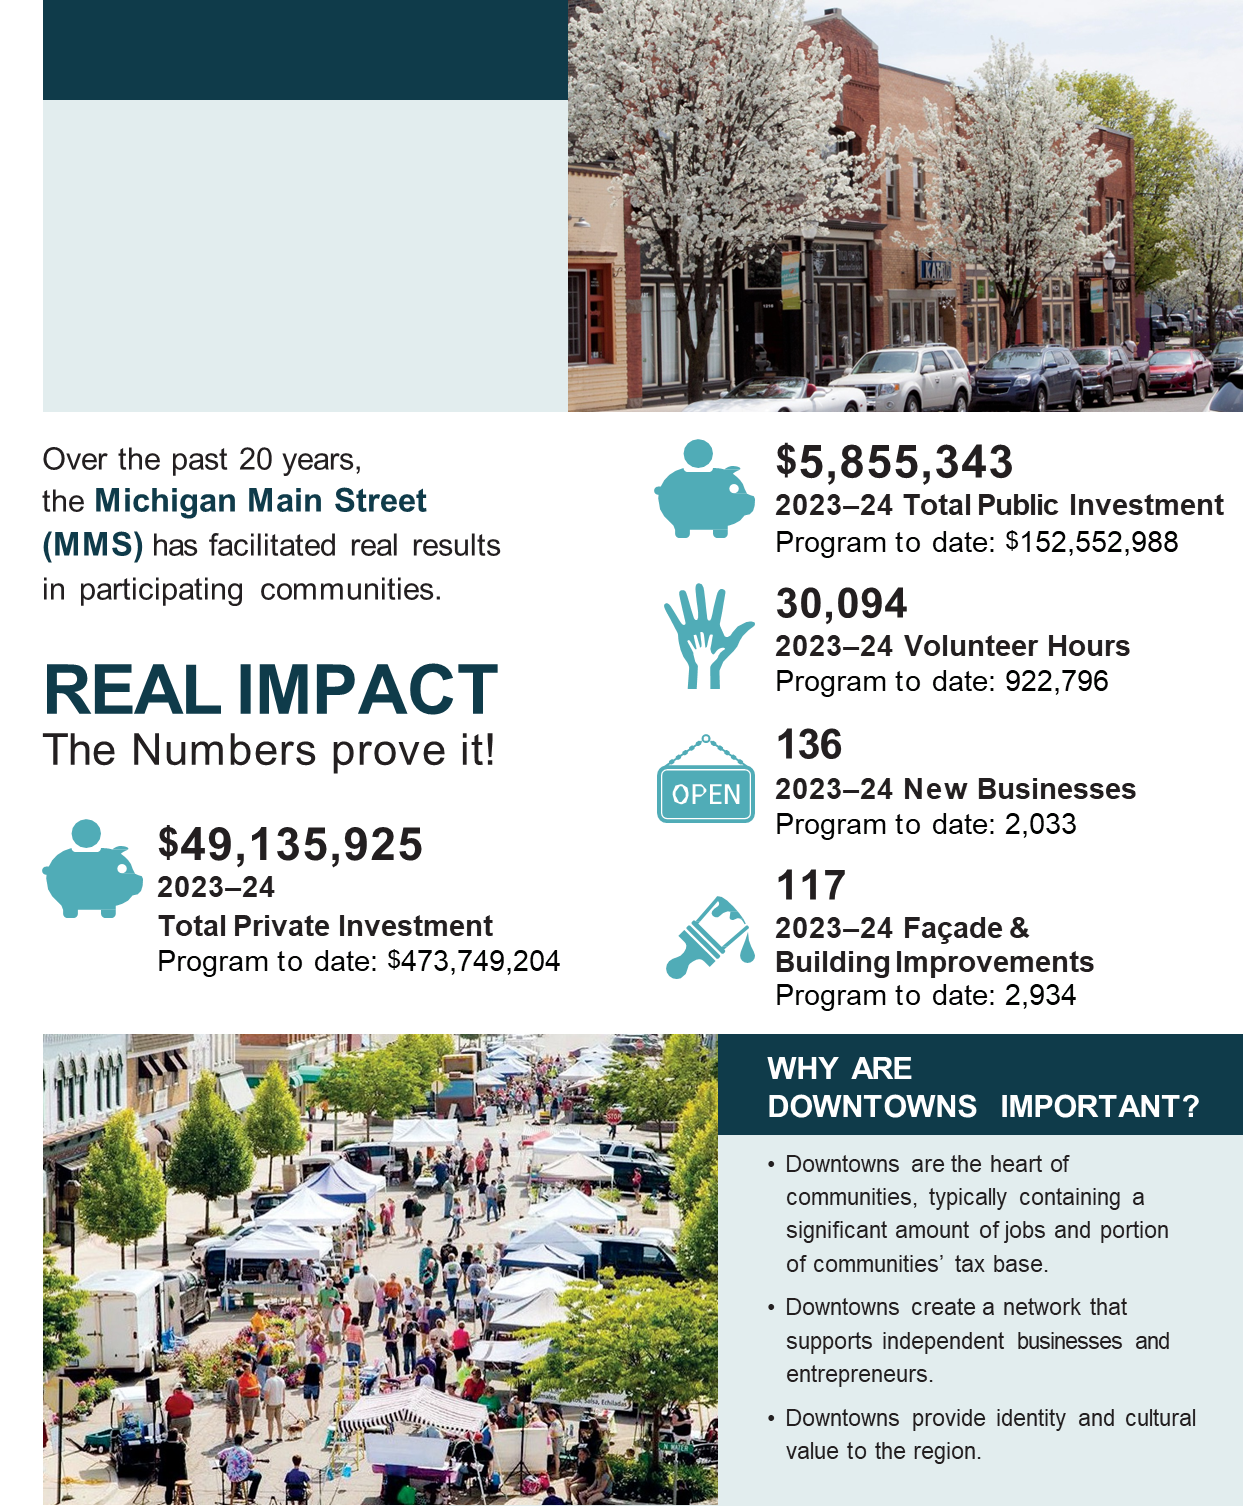 Over the past 20 years,
the Michigan Main Street
(MMS) has facilitated real results
in participating communities.
REAL IMPACT
The Numbers prove it!
$49,135,925
2023–24
Total Private Investment
Program to date: $473,749,204
$5,855,343
2023–24 Total Public Investment
Program to date: $152,552,988
30,094
2023–24 Volunteer Hours
Program to date: 922,796
OPEN
136
2023–24 New Businesses
Program to date: 2,033
117
2023–24 Façade &
Building Improvements
Program to date: 2,934
STOP
N WATER
WHY ARE
DOWNTOWNS IMPORTANT?
• Downtowns are the heart of
communities, typically containing a
significant amount of jobs and portion
of communities’ tax base.
• Downtowns create a network that
supports independent businesses and
entrepreneurs.
• Downtowns provide identity and cultural
value to the region.